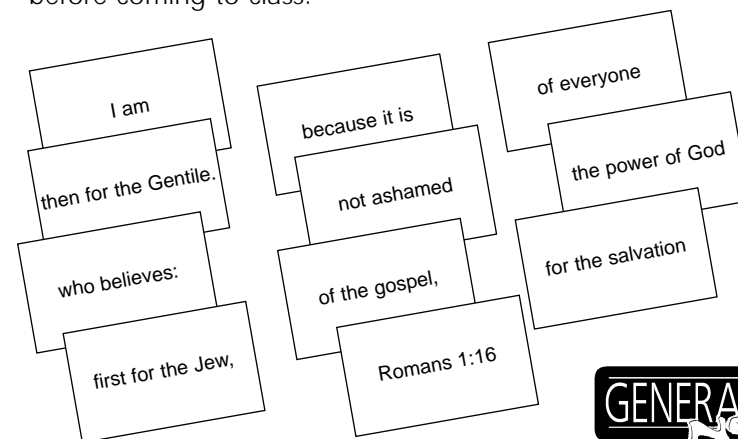 before coming to class.
I am
then for the Gentile.
who believes:
first for the Jew,
because it is
not ashamed
of the gospel,
Romans 1:16
of everyone
the power of God
for the salvation